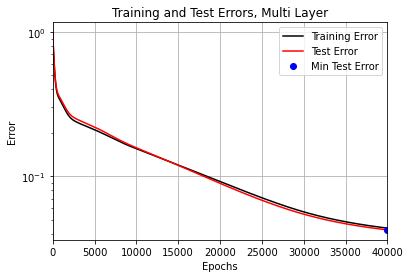 Training and Test Errors, Multi Layer
Training Error
Test Error
Min Test Error
10⁰
10⁻¹
Error
0 5000 10000 15000 20000 25000 30000 35000 40000
Epochs